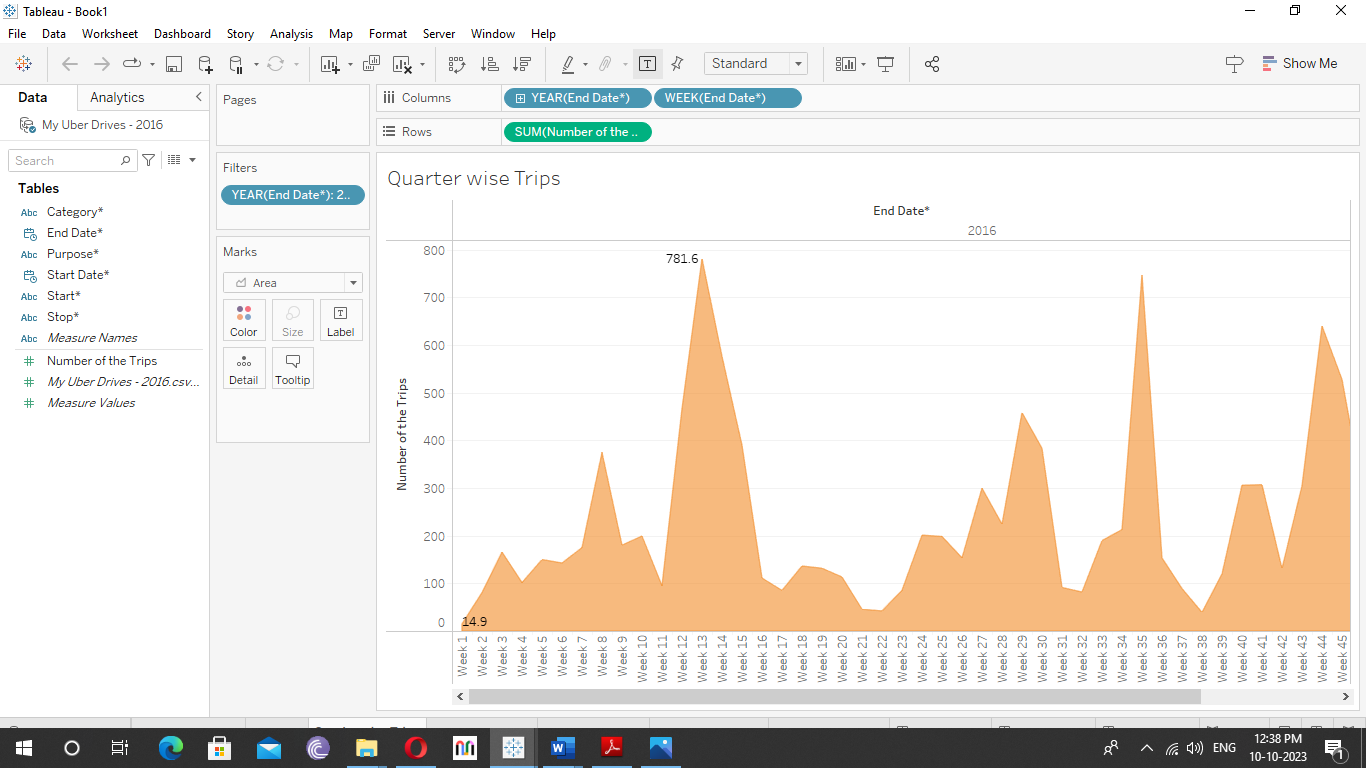 Tableau - Book1
File Data Worksheet Dashboard Story Analysis Map Format Server Window Help
Standard
Show Me
Data Analytics
My Uber Drives - 2016
Search
Tables
Abc Category*
End Date*
Abc Purpose*
Start Date*
Abc Start*
Abc Stop*
Abc Measure Names
# Number of the Trips
# My Uber Drives - 2016.csv...
# Measure Values
Pages
Filters
YEAR(End Date*): 2..
Marks
Area
Color Size Label
Detail Tooltip
Columns YEAR(End Date*) WEEK(End Date*)
Rows SUM(Number of the ..
Quarter wise Trips
End Date*
2016
Number of the Trips
800
700
600
500
400
300
200
100
0
781.6
14.9
Week 1
Week 2
Week 3
Week 4
Week 5
Week 6
Week 7
Week 8
Week 9
Week 10
Week 11
Week 12
Week 13
Week 14
Week 15
Week 16
Week 17
Week 18
Week 19
Week 20
Week 21
Week 22
Week 23
Week 24
Week 25
Week 26
Week 27
Week 28
Week 29
Week 30
Week 31
Week 32
Week 33
Week 34
Week 35
Week 36
Week 37
Week 38
Week 39
Week 40
Week 41
Week 42
Week 43
Week 44
Week 45
ENG
12:38 PM
10-10-2023
1